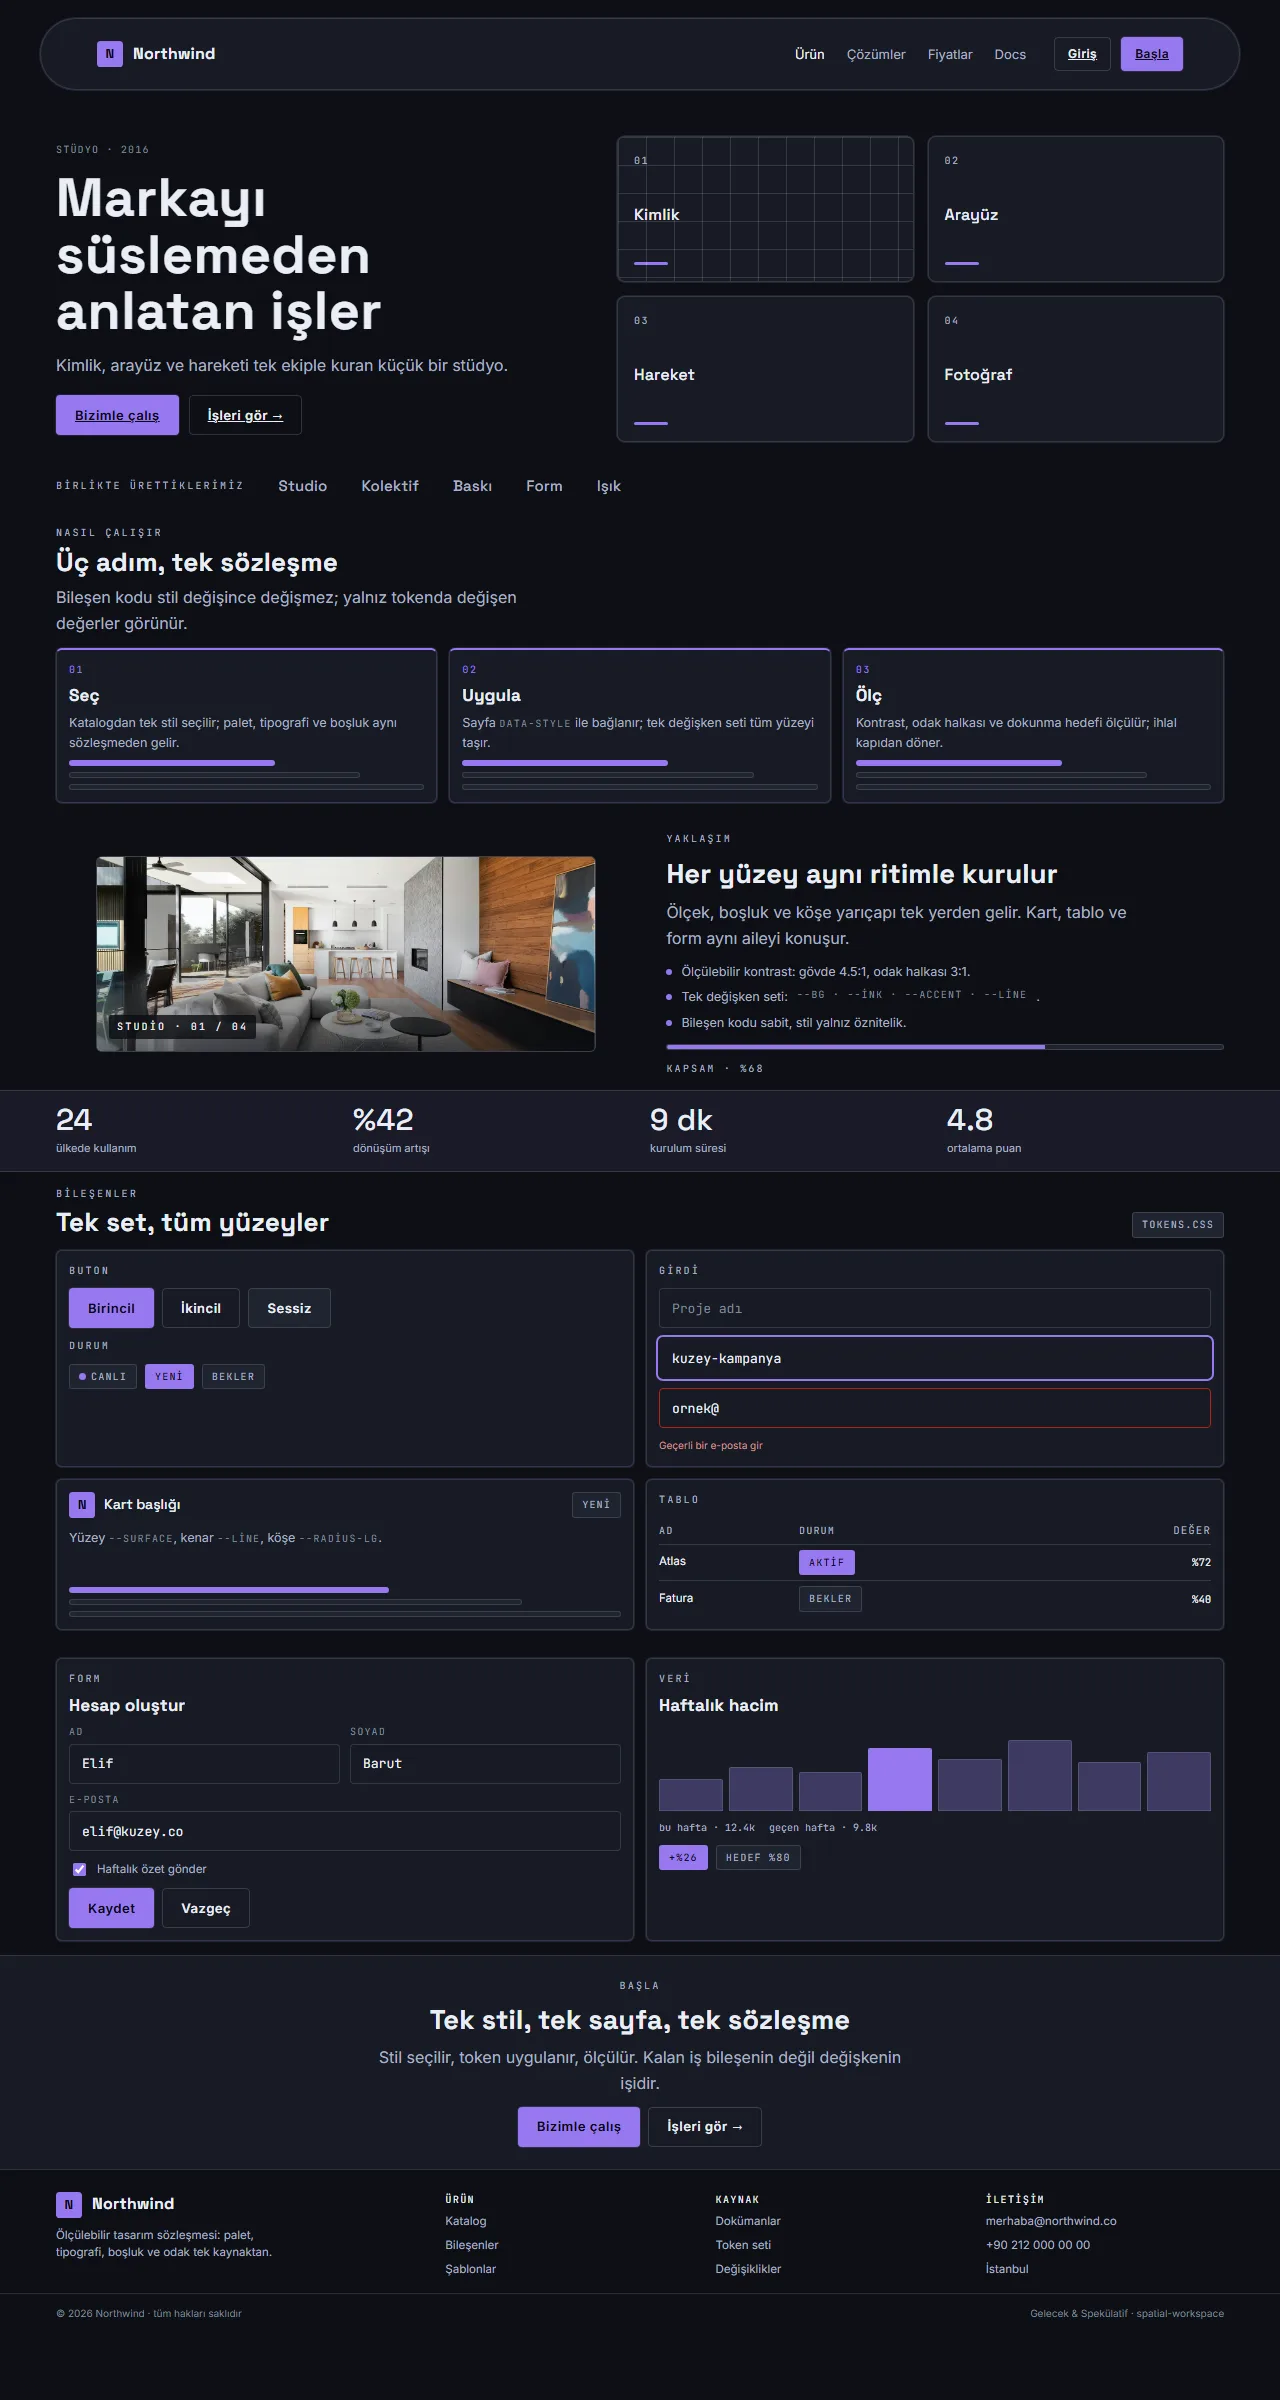 N Northwind
Ürün Çözümler Fiyatlar Docs Giriş Başla
STÜDYO · 2016
Markayı
süslemeden
anlatan işler
Kimlik, arayüz ve hareketi tek ekiple kuran küçük bir stüdyo.
Bizimle çalış İşleri gör →
01
Kimlik
02
Arayüz
03
Hareket
04
Fotoğraf
BİRLİKTE ÜRETTİKLERİMİZ Studio Kolektif Baskı Form Işık
NASIL ÇALIŞIR
Üç adım, tek sözleşme
Bileşen kodu stil değişince değişmez; yalnız tokenda değişen
değerler görünür.
01
Seç
Katalogdan tek stil seçilir; palet, tipografi ve boşluk aynı
sözleşmeden gelir.
02
Uygula
Sayfa DATA-STYLE ile bağlanır; tek değişken seti tüm yüzeyi
taşır.
03
Ölç
Kontrast, odak halkası ve dokunma hedefi ölçülür; ihlal
kapıdan döner.
STUDİO · 01 / 04
YAKLAŞIM
Her yüzey aynı ritimle kurulur
Ölçek, boşluk ve köşe yarıçapı tek yerden gelir. Kart, tablo ve
form aynı aileyi konuşur.
Ölçülebilir kontrast: gövde 4.5:1, odak halkası 3:1.
Tek değişken seti: --BG · --İNK · --ACCENT · --LİNE .
Bileşen kodu sabit, stil yalnız öznitelik.
KAPSAM · %68
24
ülkede kullanım
%42
dönüşüm artışı
9 dk
kurulum süresi
4.8
ortalama puan
BİLEŞENLER
Tek set, tüm yüzeyler
TOKENS.CSS
BUTON
Birincil İkincil Sessiz
DURUM
CANLI YENİ BEKLER
GİRDİ
Proje adı
kuzey-kampanya
ornek@
Geçerli bir e-posta gir
N Kart başlığı YENİ
Yüzey --SURFACE, kenar --LİNE, köşe --RADİUS-LG.
TABLO
AD DURUM DEĞER
Atlas AKTİF %72
Fatura BEKLER %40
FORM
Hesap oluştur
AD SOYAD
Elif Barut
E-POSTA
elif@kuzey.co
Haftalık özet gönder
Kaydet Vazgeç
VERİ
Haftalık hacim
bu hafta · 12.4k geçen hafta · 9.8k
+%26 HEDEF %80
BAŞLA
Tek stil, tek sayfa, tek sözleşme
Stil seçilir, token uygulanır, ölçülür. Kalan iş bileşenin değil değişkenin
işidir.
Bizimle çalış İşleri gör →
N Northwind
Ölçülebilir tasarım sözleşmesi: palet,
tipografi, boşluk ve odak tek kaynaktan.
ÜRÜN
Katalog
Bileşenler
Şablonlar
KAYNAK
Dokümanlar
Token seti
Değişiklikler
İLETİŞİM
merhaba@northwind.co
+90 212 000 00 00
İstanbul
© 2026 Northwind · tüm hakları saklıdır
Gelecek & Spekülatif · spatial-workspace